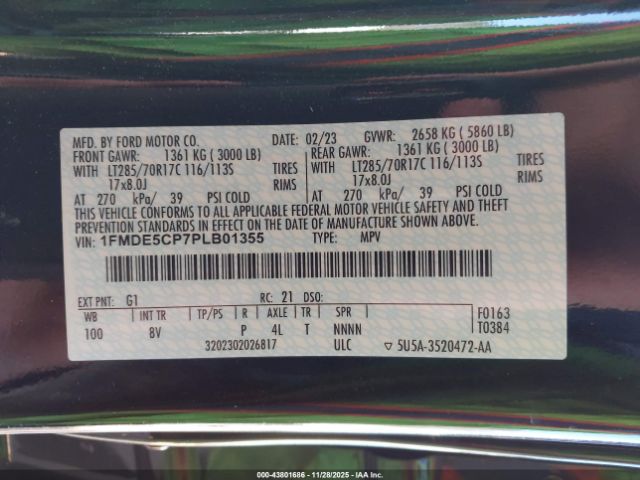 MFD. BY FORD MOTOR CO. DATE: 02/23 GVWR: 2658 KG ( 5860 LB)
FRONT GAWR: 1361 KG ( 3000 LB) REAR GAWR: 1361 KG ( 3000 LB)
WITH LT285/70R17C 116/113S TIRES WITH LT285/70R17C 116/113S TIRES
17x8.0J RIMS 17x8.0J RIMS
AT 270 kPa/ 39 PSI COLD AT 270 kPa/ 39 PSI COLD
THIS VEHICLE CONFORMS TO ALL APPLICABLE FEDERAL MOTOR VEHICLE SAFETY AND THEFT
PREVENTION STANDARDS IN EFFECT ON THE DATE OF MANUFACTURE SHOWN ABOVE.
VIN: 1FMDE5CP7PLB01355 TYPE: MPV
EXT PNT: G1 RC: 21 DSO: F0163
WB INT TR TP/PS R AXLE TR SPR T0384
100 8V P 4L T NNNN
3202302026817 ULC ▽ 5U5A-3520472-AA
000-43801686 - 11/28/2025 - IAAI.COM